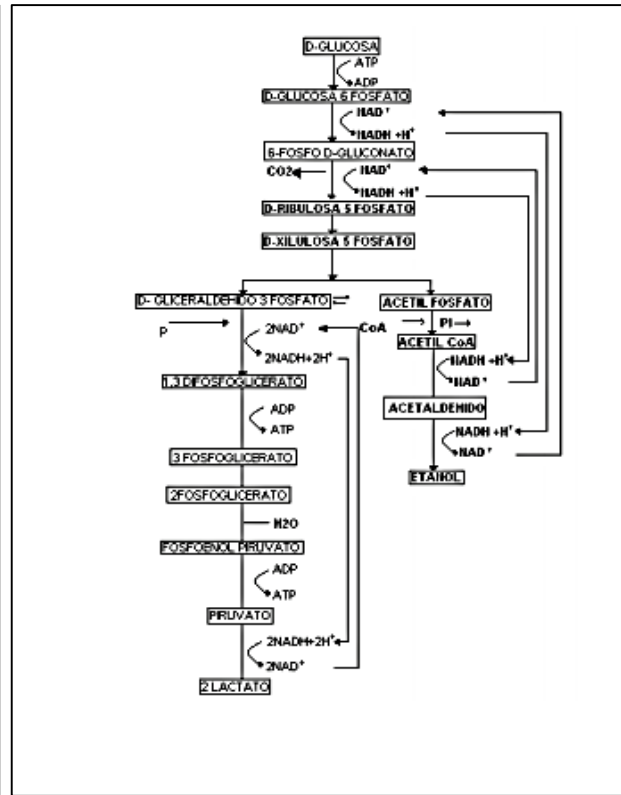 D-GLUCOSA
ATP
ADP
D-GLUCOSA 6 FOSFATO
NAD+
NADH +H+
6-FOSFO D-GLUCONATO
CO2
NAD+
NADH +H+
D-RIBULOSA 5 FOSFATO
D-XILULOSA 5 FOSFATO
D- GLICERALDEHIDO 3 FOSFATO
ACETIL FOSFATO
P
2NAD+
CoA
PI
2NADH+2H+
ACETIL CoA
NADH +H+
NAD+
1,3 DIFOSFOGLICERATO
ADP
ATP
ACETALDEHIDO
NADH +H+
NAD+
3 FOSFOGLICERATO
ETANOL
2FOSFOGLICERATO
H2O
FOSFOENOL PIRUVATO
ADP
ATP
PIRUVATO
2NADH+2H+
2NAD+
2 LACTATO